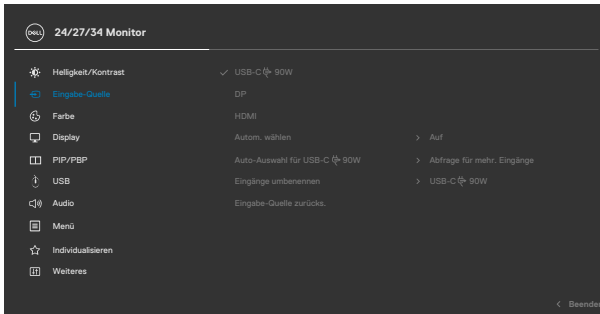 DELL
24/27/34 Monitor
Helligkeit/Kontrast
USB-C 90W
Eingabe-Quelle
DP
Farbe
HDMI
Display
Autom. wählen
Auf
PIP/PBP
Auto-Auswahl für USB-C 90W
Abfrage für mehr. Eingänge
USB
Eingänge umbenennen
USB-C 90W
Audio
Eingabe-Quelle zurücks.
Menü
Individualisieren
Weiteres
Beenden